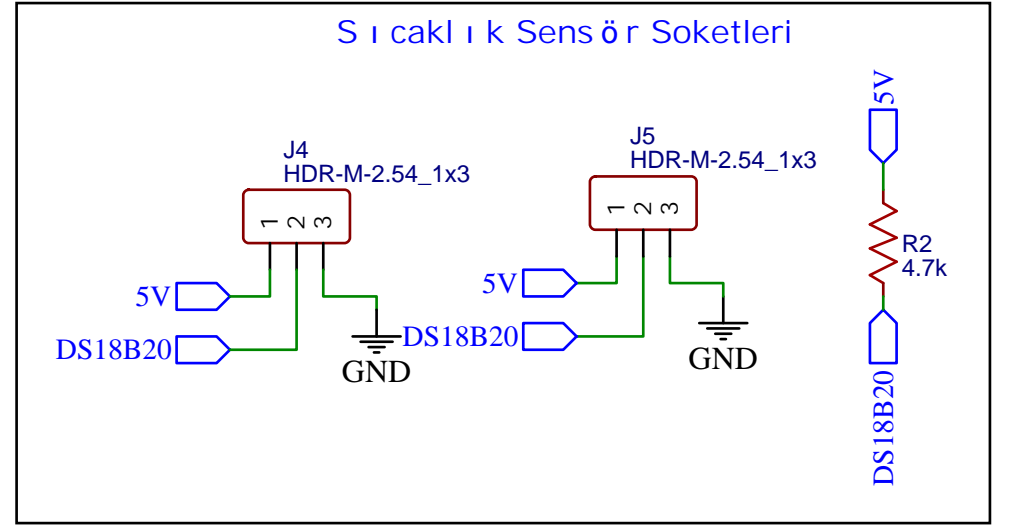 Sıcaklık Sensör Soketleri
J4
HDR-M-2.54_1x3
1 2 3
5V
DS18B20
GND
J5
HDR-M-2.54_1x3
1 2 3
5V
DS18B20
GND
5V
R2
4.7k
DS18B20